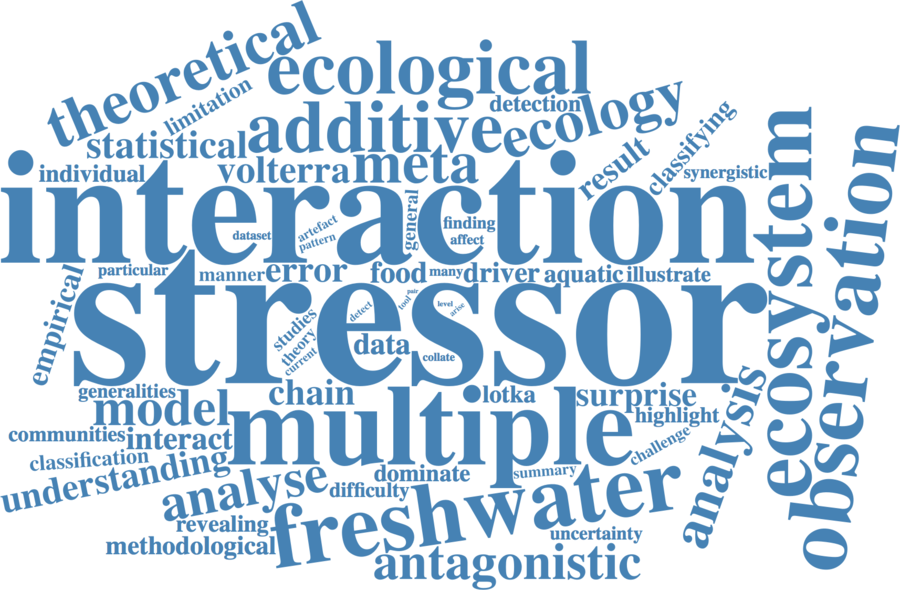 theoretical
ecological
limitation
detection
additive
ecology
statistical
classifying
individual
volterra
meta
result
synergistic
interaction
ecosystem
observation
general
artefact
pattern
dataset
finding
affect
particular
manner
error
food
many
driver
aquatic
illustrate
empirical
stressor
studies
theory
current
detect
tool
pair
level
arise
data
collate
generalities
chain
lotka
surprise
model
multiple
highlight
analysis
communities
interact
classification
challenge
understanding
analyse
dominate
summary
difficulty
freshwater
revealing
uncertainty
methodological
antagonistic